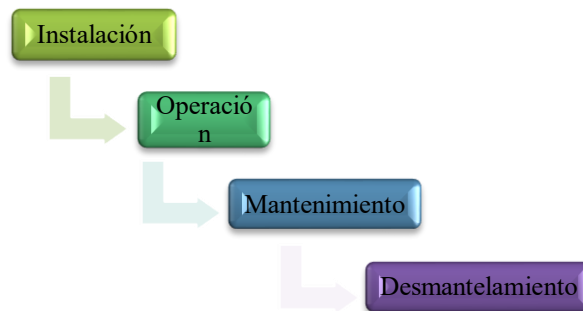 Instalación
Operació
n
Mantenimiento
Desmantelamiento